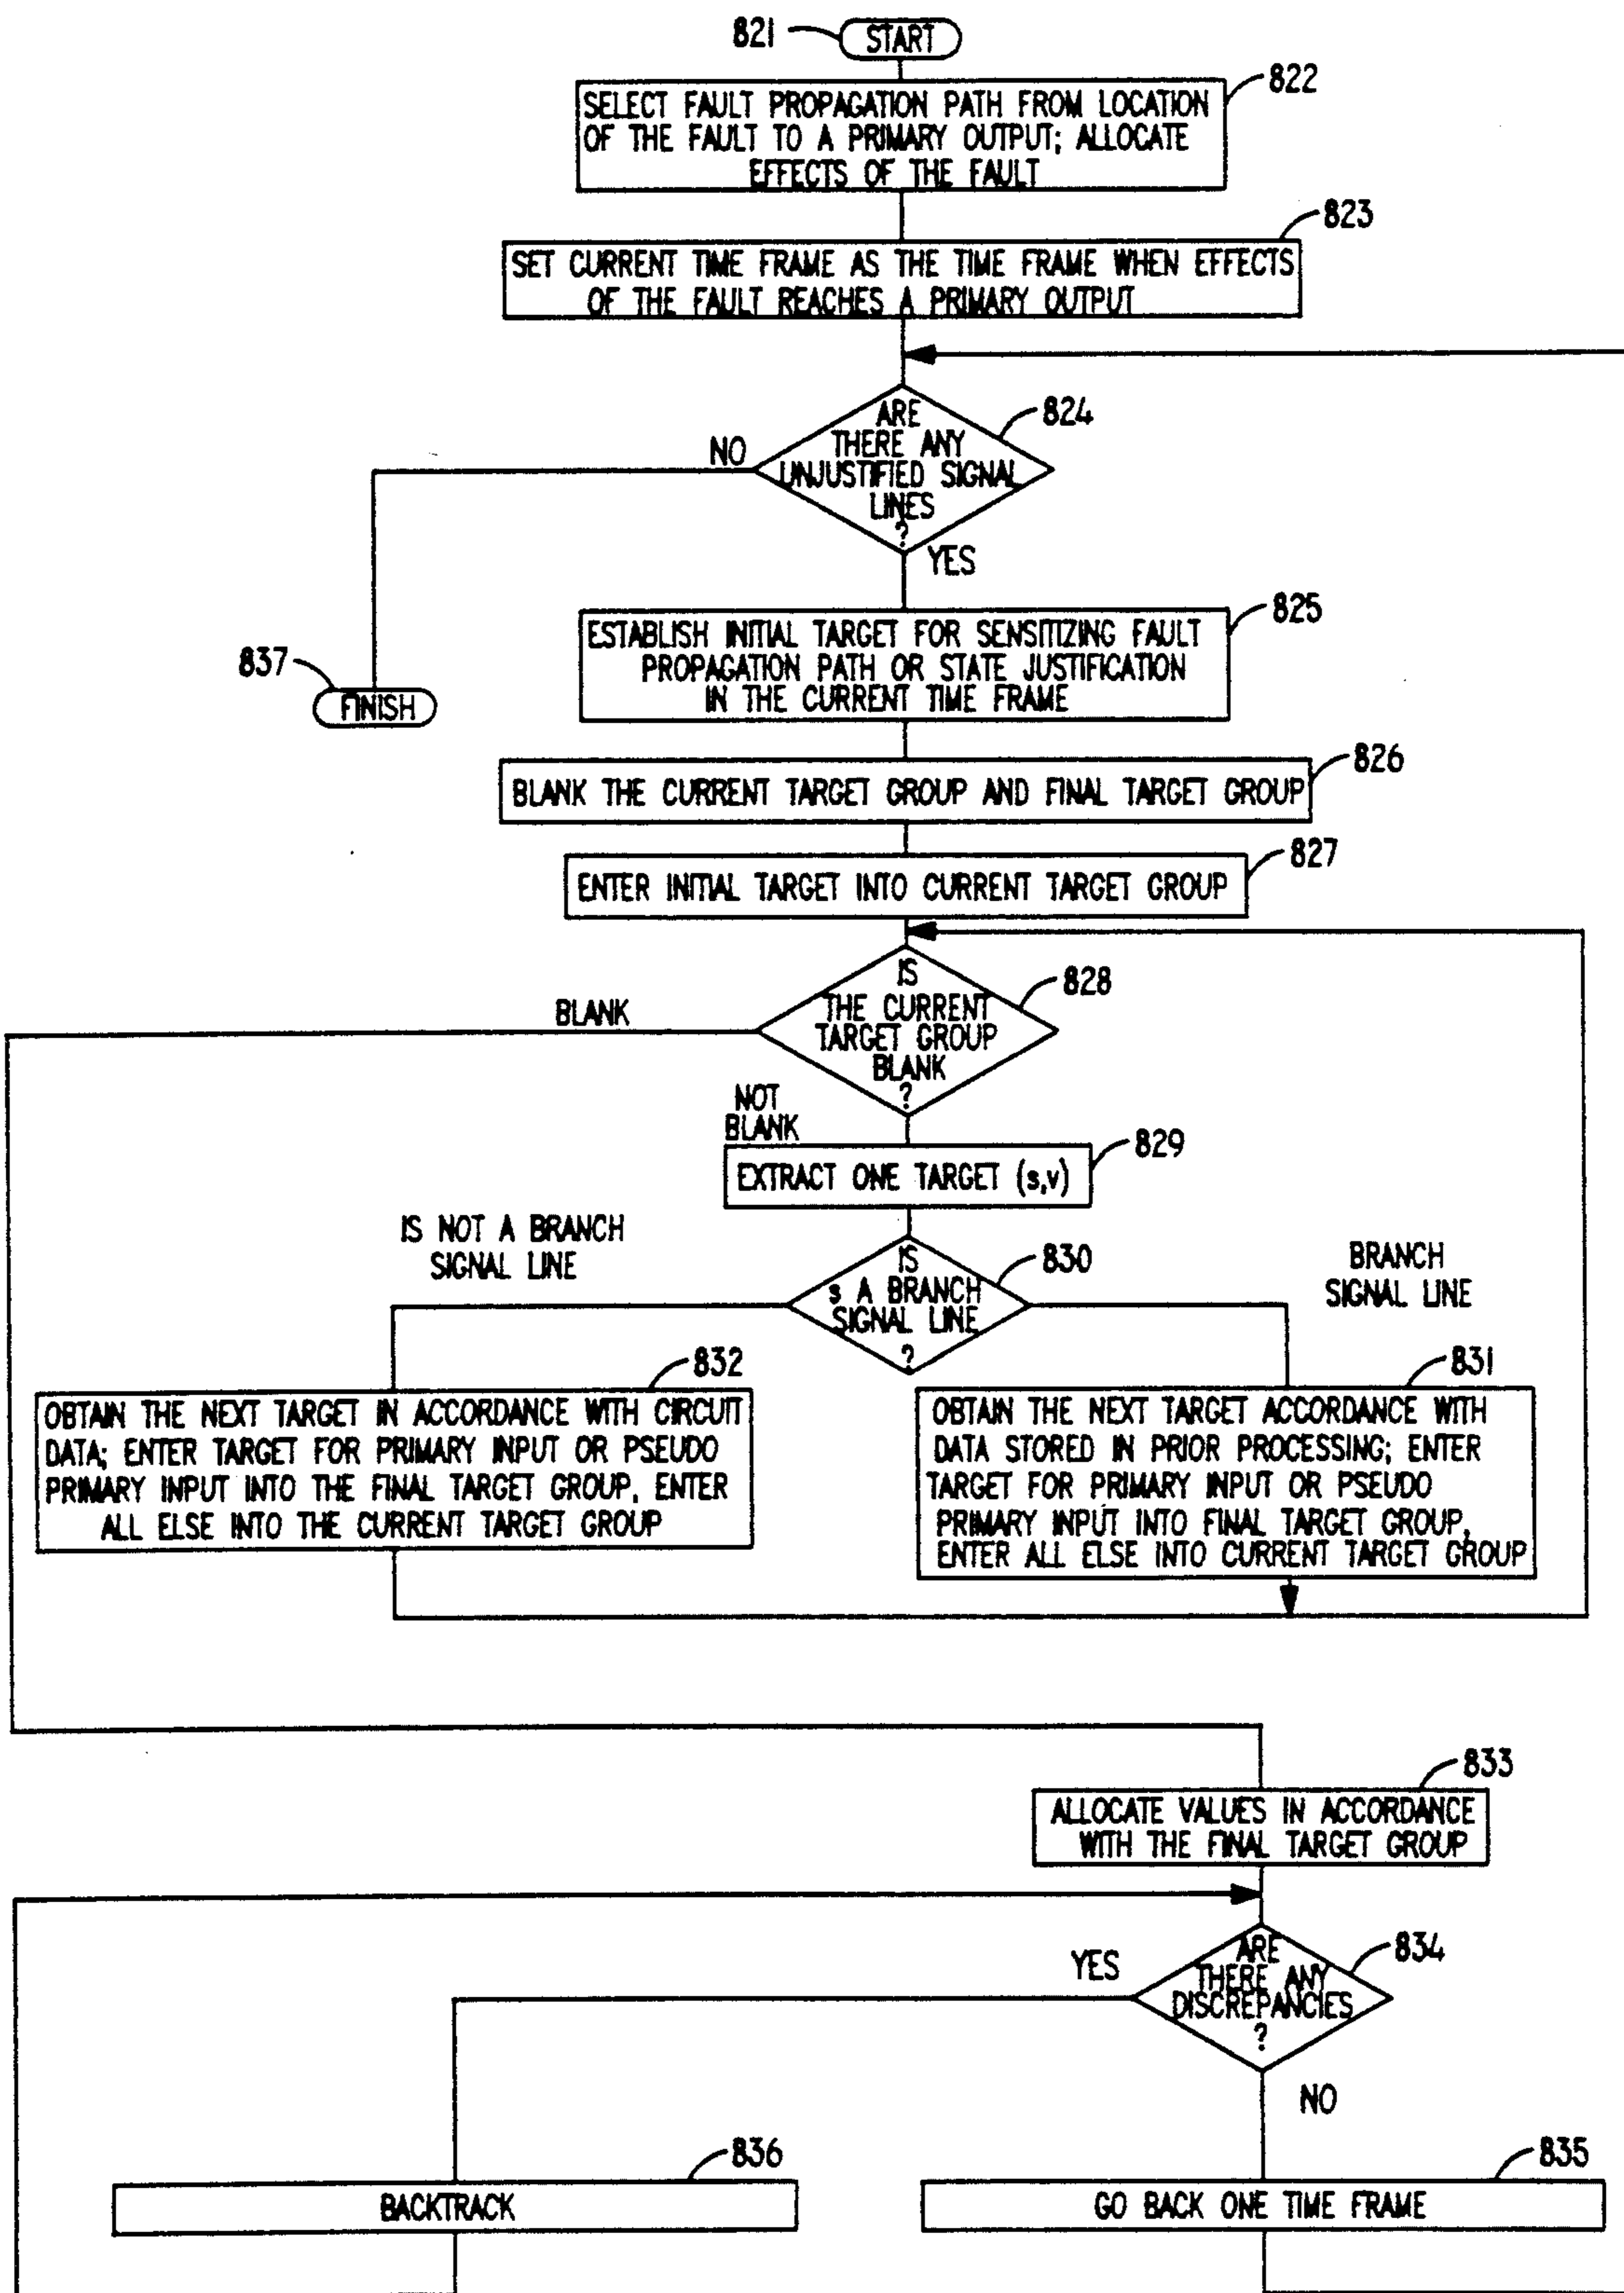 821
START
822
SELECT FAULT PROPAGATION PATH FROM LOCATION
OF THE FAULT TO A PRIMARY OUTPUT; ALLOCATE
EFFECTS OF THE FAULT
823
SET CURRENT TIME FRAME AS THE TIME FRAME WHEN EFFECTS
OF THE FAULT REACHES A PRIMARY OUTPUT
824
ARE
THERE ANY
UNJUSTIFIED SIGNAL
LINES
?
NO
YES
825
ESTABLISH INITIAL TARGET FOR SENSITIZING FAULT
PROPAGATION PATH OR STATE JUSTIFICATION
IN THE CURRENT TIME FRAME
837
FINISH
826
BLANK THE CURRENT TARGET GROUP AND FINAL TARGET GROUP
827
ENTER INITIAL TARGET INTO CURRENT TARGET GROUP
828
IS
THE CURRENT
TARGET GROUP
BLANK
?
BLANK
NOT
BLANK
829
EXTRACT ONE TARGET (s,v)
IS NOT A BRANCH
SIGNAL LINE
830
IS
s A BRANCH
SIGNAL LINE
?
BRANCH
SIGNAL LINE
832
OBTAIN THE NEXT TARGET IN ACCORDANCE WITH CIRCUIT
DATA; ENTER TARGET FOR PRIMARY INPUT OR PSEUDO
PRIMARY INPUT INTO THE FINAL TARGET GROUP, ENTER
ALL ELSE INTO THE CURRENT TARGET GROUP
831
OBTAIN THE NEXT TARGET ACCORDANCE WITH
DATA STORED IN PRIOR PROCESSING; ENTER
TARGET FOR PRIMARY INPUT OR PSEUDO
PRIMARY INPUT INTO FINAL TARGET GROUP,
ENTER ALL ELSE INTO CURRENT TARGET GROUP
833
ALLOCATE VALUES IN ACCORDANCE
WITH THE FINAL TARGET GROUP
834
ARE
THERE ANY
DISCREPANCIES
?
YES
NO
836
BACKTRACK
835
GO BACK ONE TIME FRAME